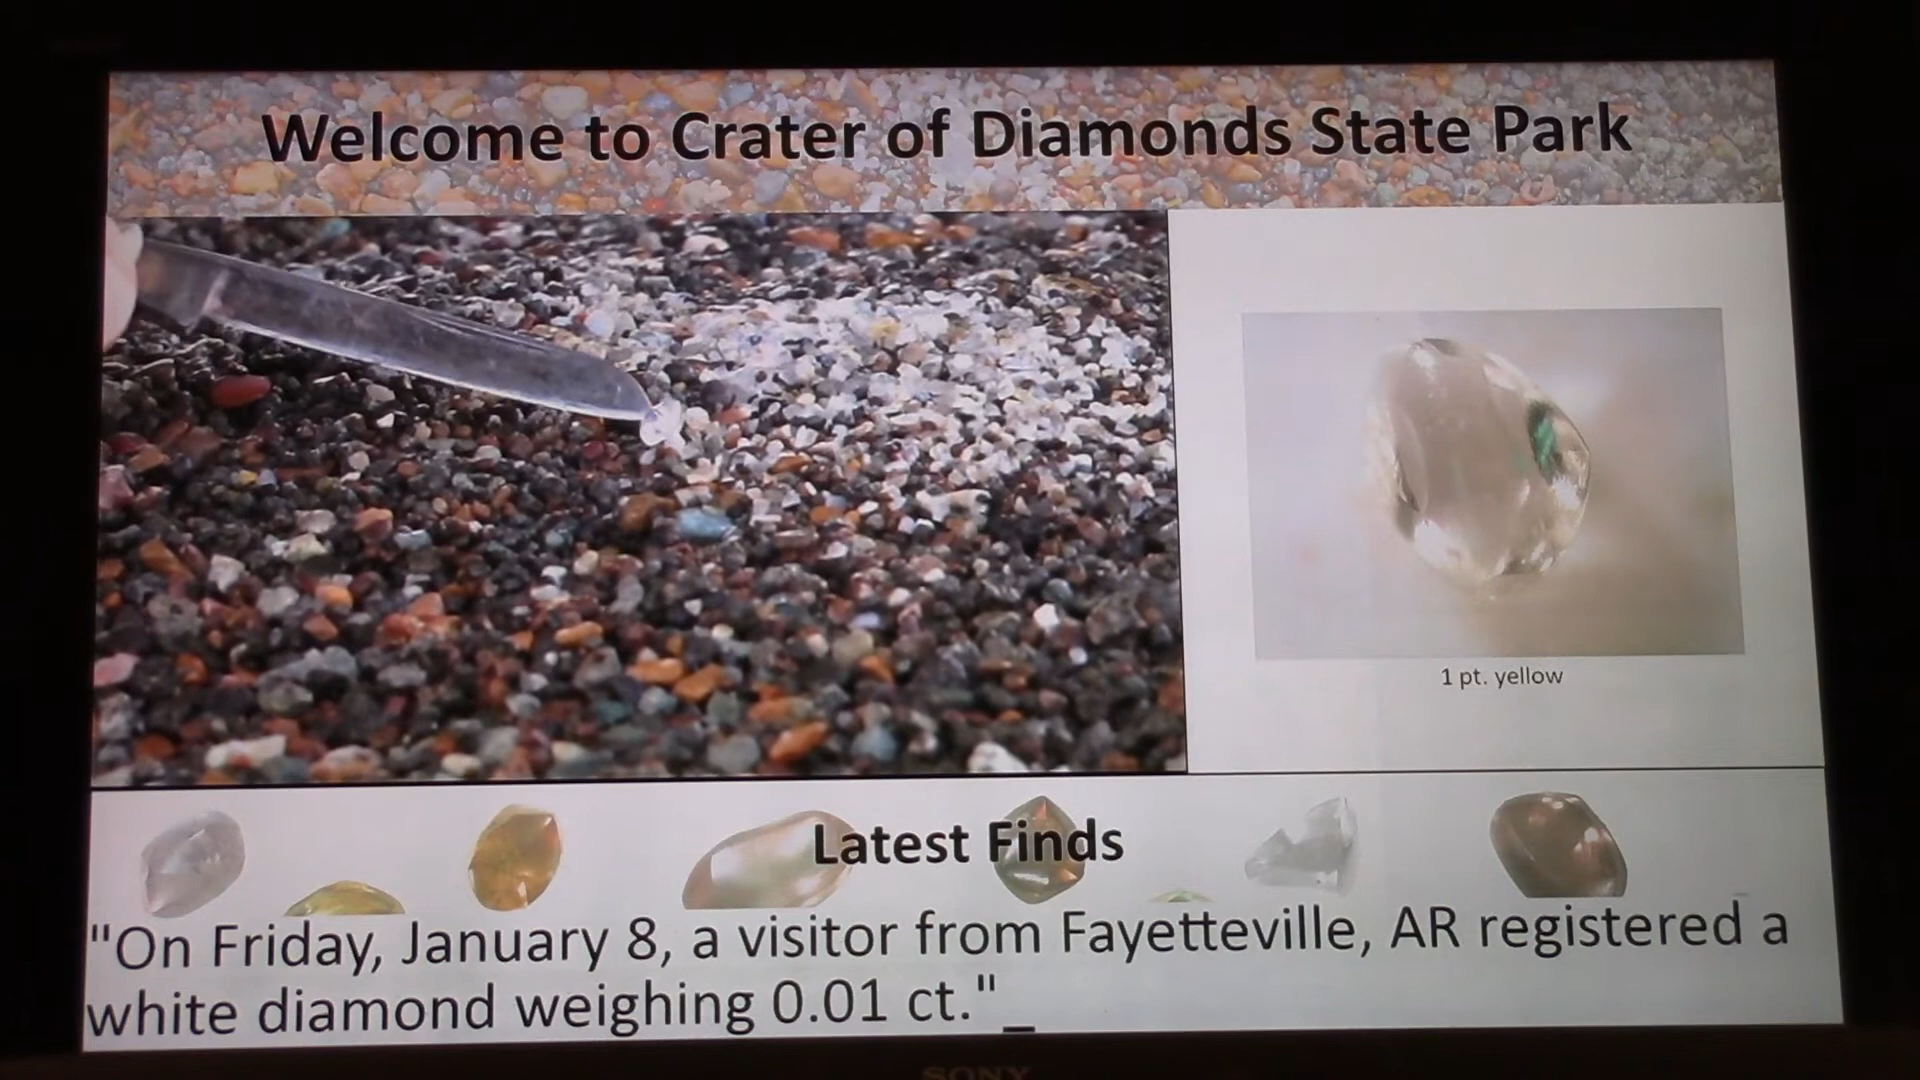 Welcome to Crater of Diamonds State Park
1 pt. yellow
Latest Finds
"On Friday, January 8, a visitor from Fayetteville, AR registered a
white diamond weighing 0.01 ct."_
SONY